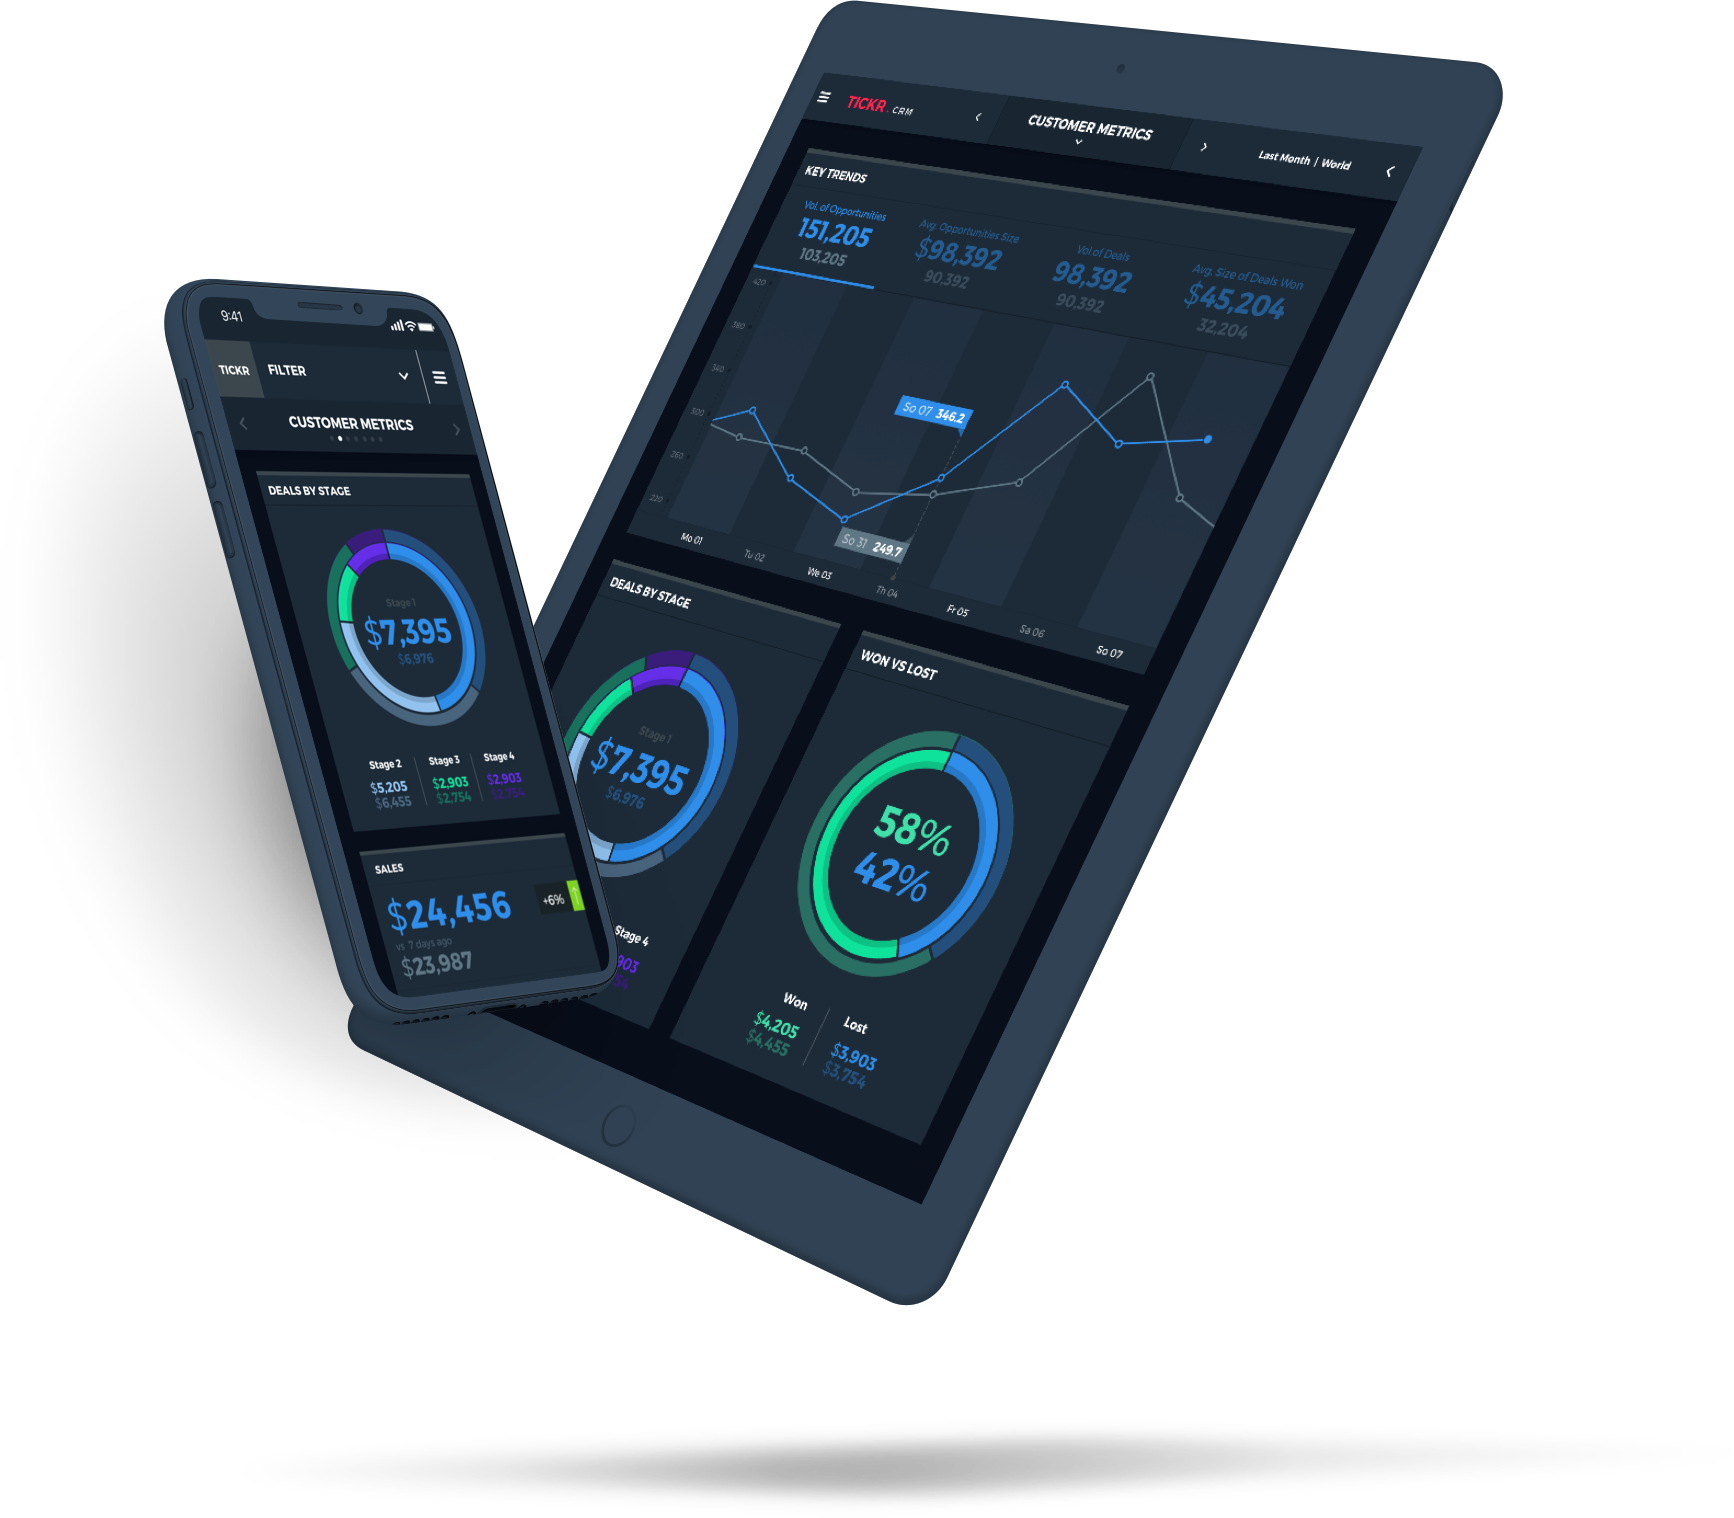 9:41
TICKR FILTER
CUSTOMER METRICS
DEALS BY STAGE
Stage 1
$7,395
$6,976
Stage 2 Stage 3 Stage 4
$5,205 $2,903 $2,903
$6,455 $2,754 $2,754
SALES
$24,456 +6%
vs 7 days ago
$23,987
TICKR . CRM
CUSTOMER METRICS
Last Month | World
KEY TRENDS
Vol. of Opportunities Avg. Opportunities Size Vol.of Deals Avg. Size of Deals Won
151,205 $98,392 98,392 $45,204
103,205 90,392 90,392 32,204
420
380
340
300
260
220
So 07 346.2
So 31 249.7
Mo 01 Tu 02 We 03 Th 04 Fr 05 Sa 06 So 07
DEALS BY STAGE
Stage 1
$7,395
$6,976
Stage 4
903
54
WON VS LOST
58%
42%
Won Lost
$4,205 $3,903
$4,455 $3,754